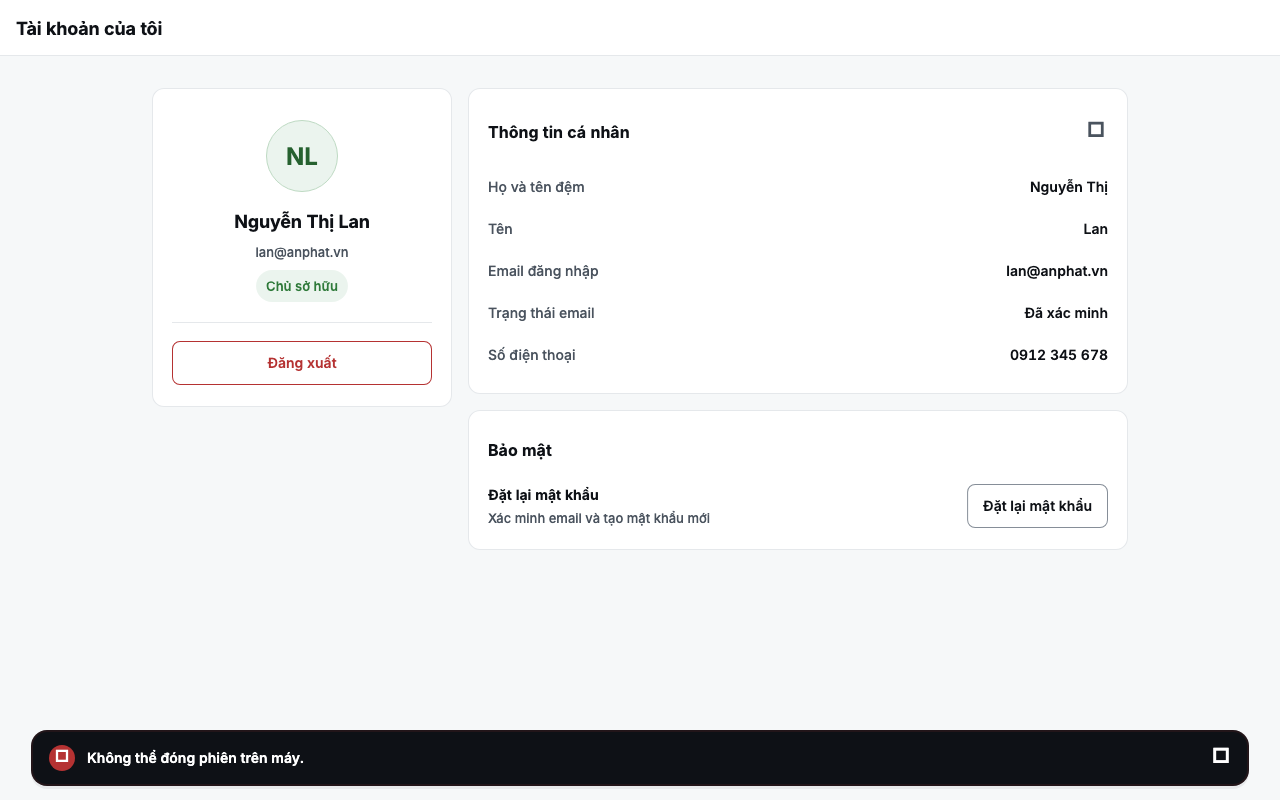 Tài khoản của tôi
NL
Nguyễn Thị Lan
lan@anphat.vn
Chủ sở hữu
Đăng xuất
Thông tin cá nhân
Họ và tên đệm
Nguyễn Thị
Tên
Lan
Email đăng nhập
lan@anphat.vn
Trạng thái email
Đã xác minh
Số điện thoại
0912 345 678
Bảo mật
Đặt lại mật khẩu
Xác minh email và tạo mật khẩu mới
Đặt lại mật khẩu
Không thể đóng phiên trên máy.